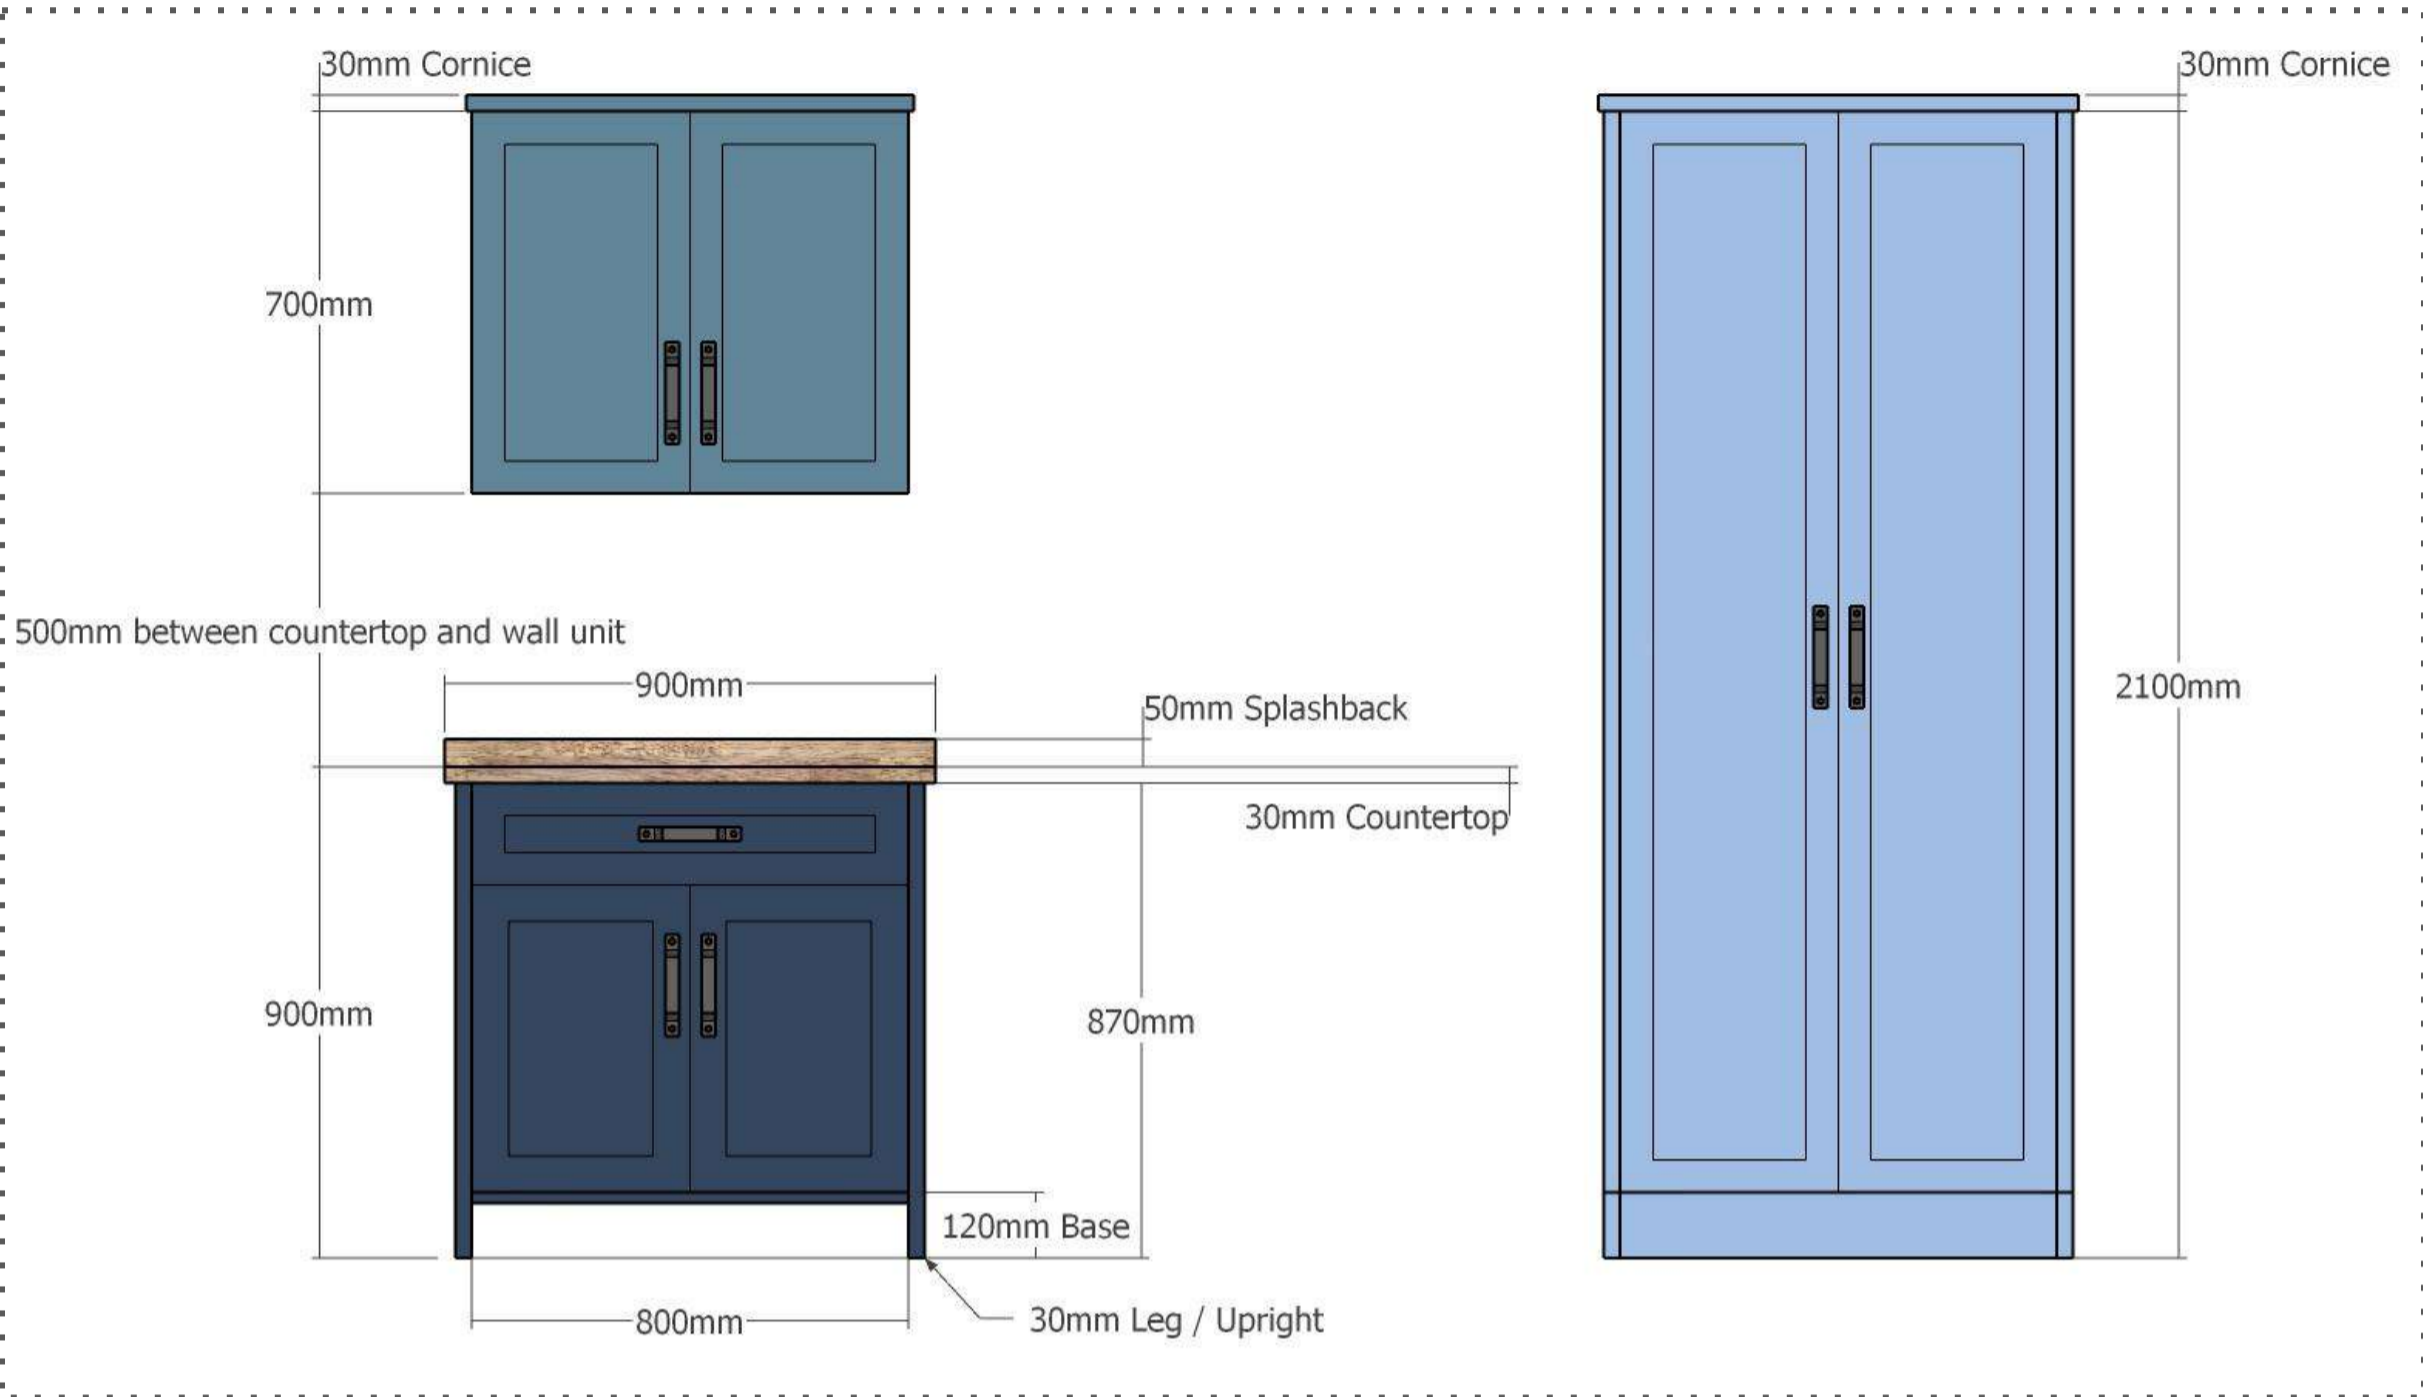 30mm Cornice
30mm Cornice
700mm
500mm between countertop and wall unit
900mm
50mm Splashback
2100mm
30mm Countertop
900mm
870mm
120mm Base
800mm
30mm Leg / Upright